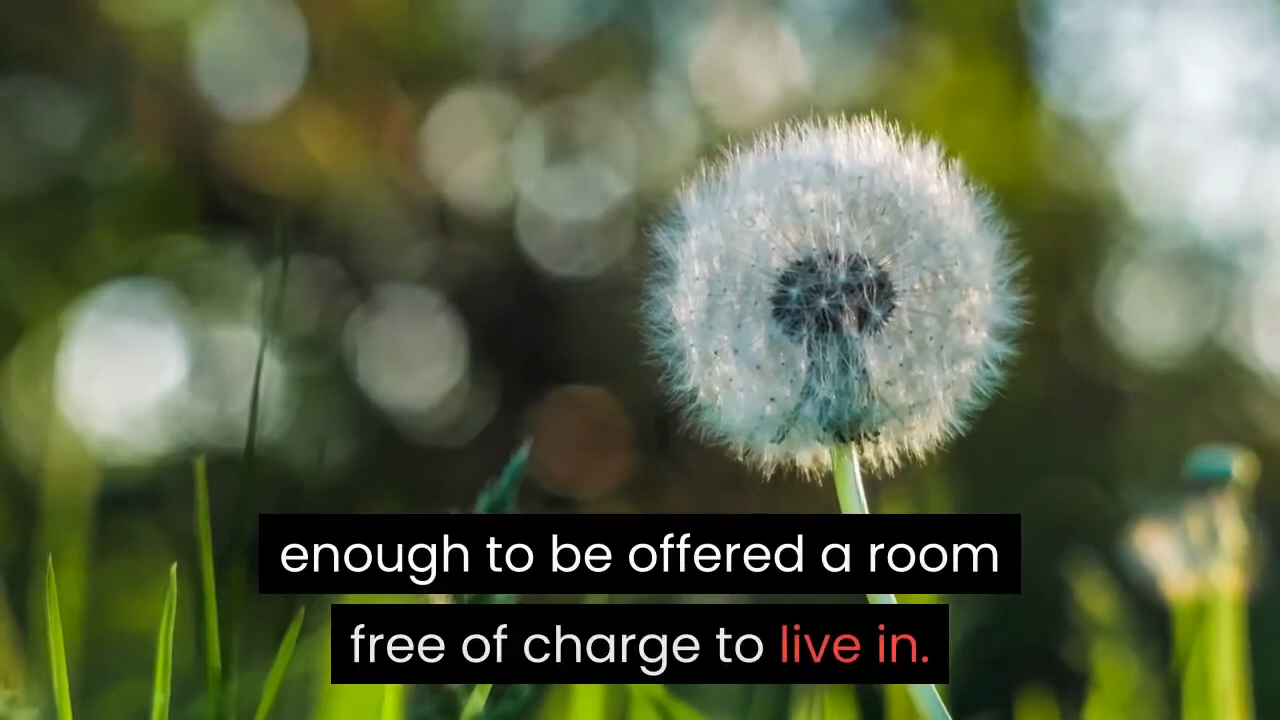 enough to be offered a room
free of charge to live in.